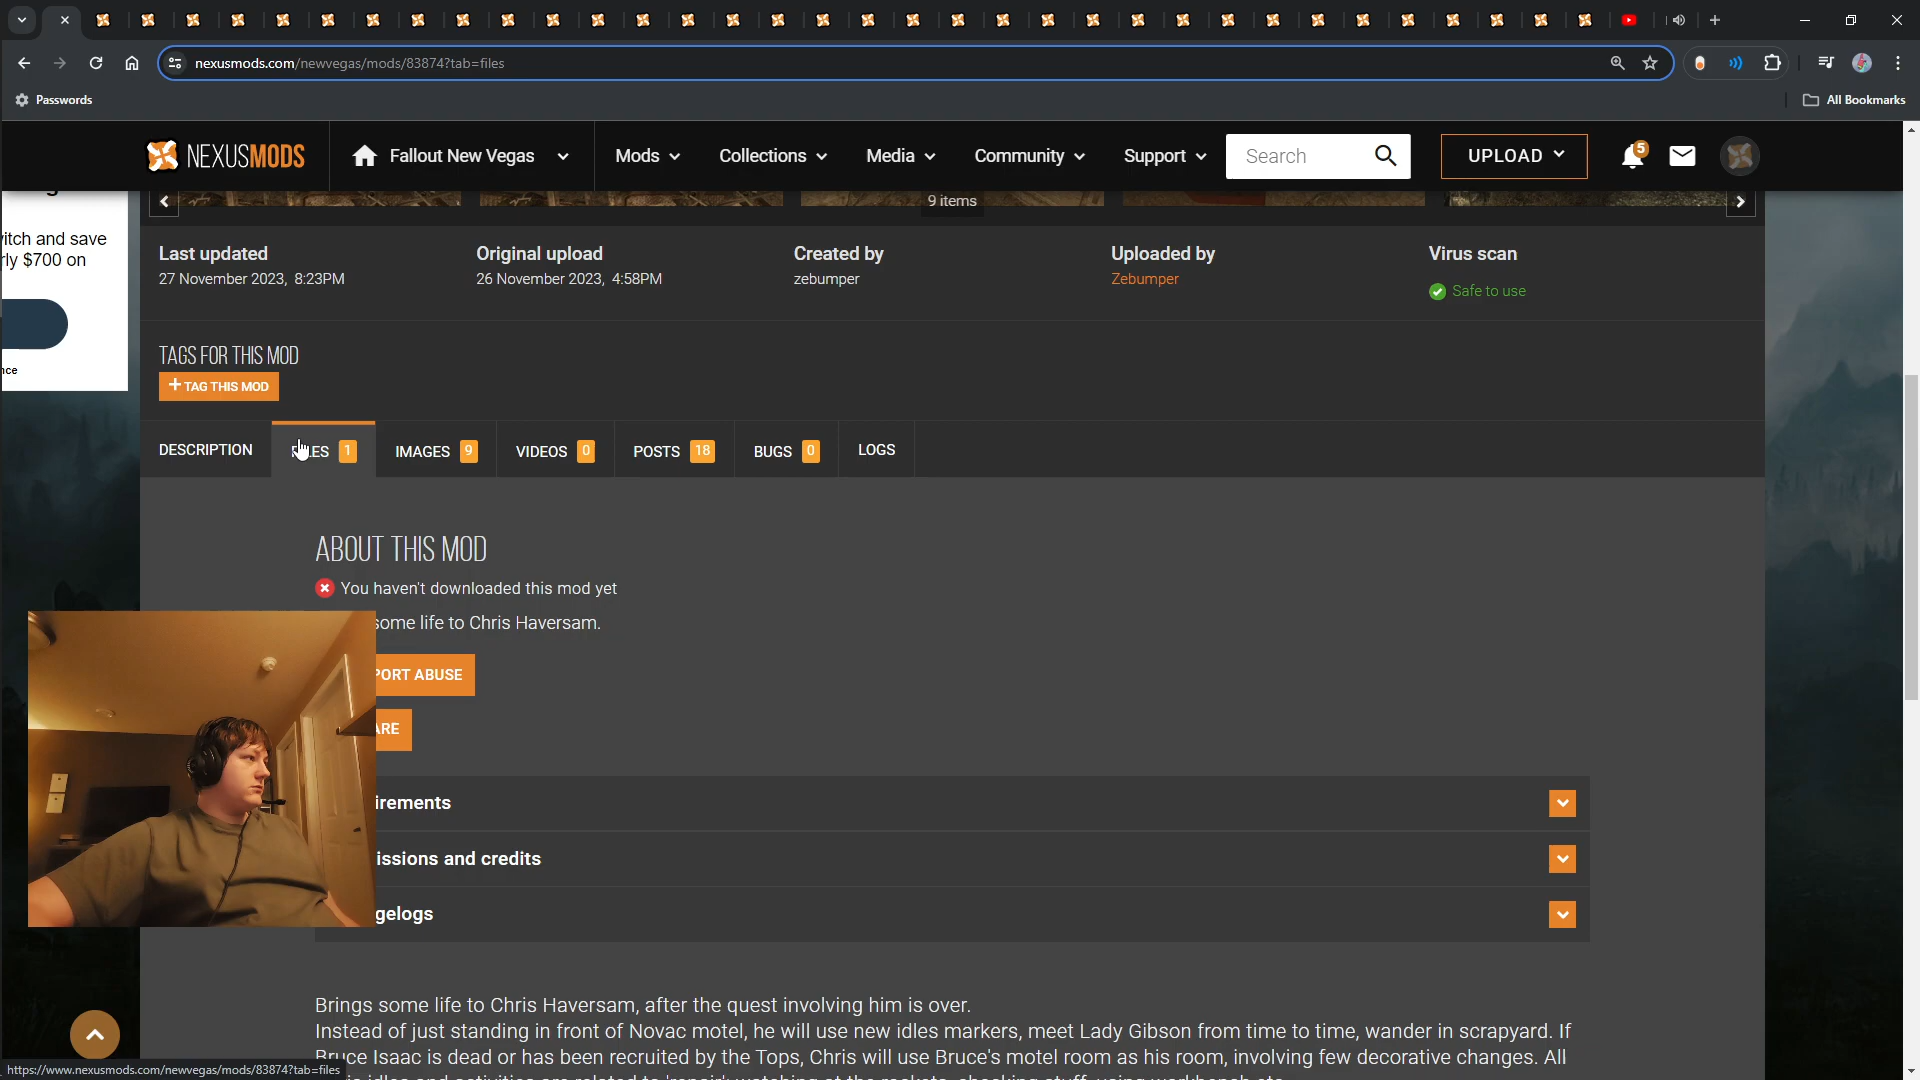 nexusmods.com/newvegas/mods/83874?tab=files
Passwords
All Bookmarks
NEXUSMODS
Fallout New Vegas
Mods
Collections
Media
Community
Support
Search
UPLOAD
5
itch and save
rly $700 on
nce
9 items
Last updated
27 November 2023, 8:23PM
Original upload
26 November 2023, 4:58PM
Created by
zebumper
Uploaded by
Zebumper
Virus scan
Safe to use
TAGS FOR THIS MOD
+ TAG THIS MOD
DESCRIPTION
LES 1
IMAGES 9
VIDEOS 0
POSTS 18
BUGS 0
LOGS
ABOUT THIS MOD
You haven't downloaded this mod yet
some life to Chris Haversam.
PORT ABUSE
ARE
irements
issions and credits
gelogs
Brings some life to Chris Haversam, after the quest involving him is over.
Instead of just standing in front of Novac motel, he will use new idles markers, meet Lady Gibson from time to time, wander in scrapyard. If
Bruce Isaac is dead or has been recruited by the Tops, Chris will use Bruce's motel room as his room, involving few decorative changes. All
https://www.nexusmods.com/newvegas/mods/83874?tab=files